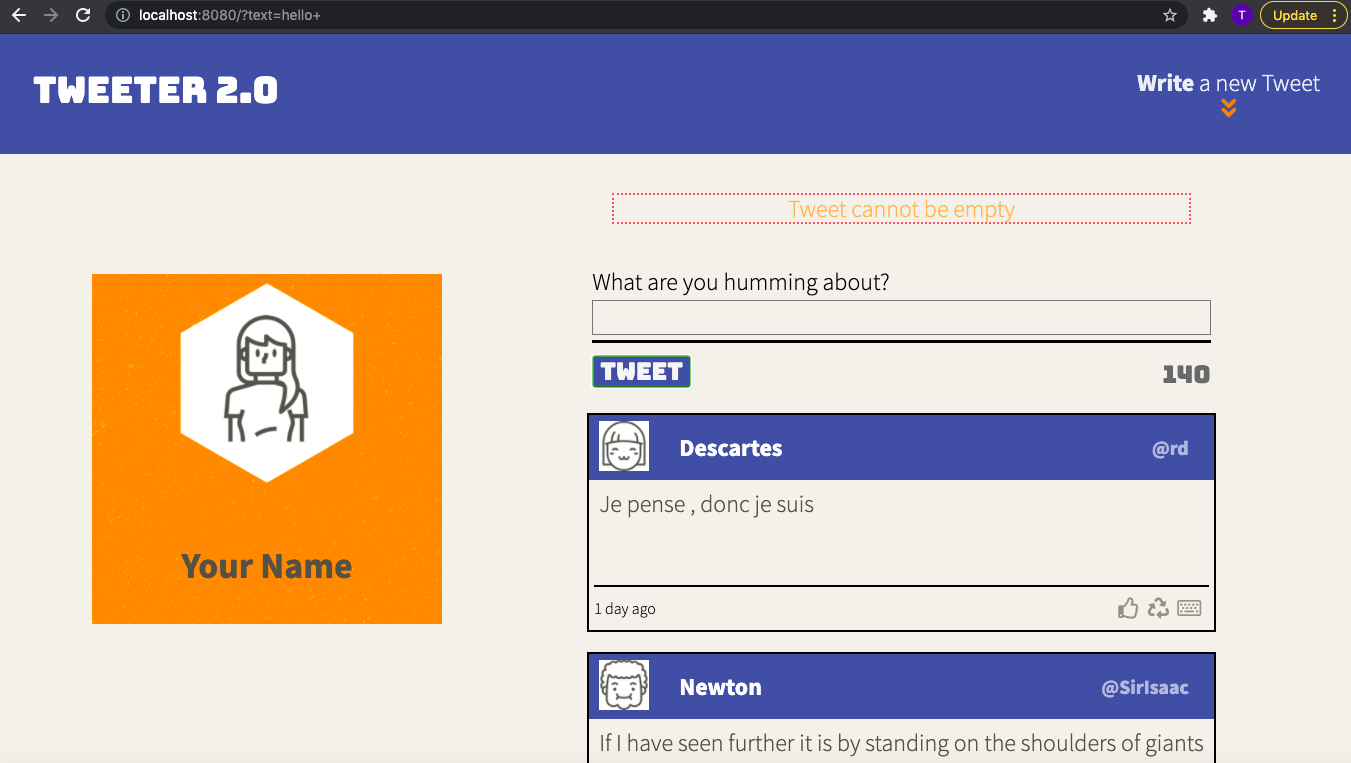 localhost:8080/?text=hello+
T
Update
TWEETER 2.0
Write a new Tweet
Tweet cannot be empty
What are you humming about?
TWEET
140
Your Name
Descartes
@rd
Je pense , donc je suis
1 day ago
Newton
@SirIsaac
If I have seen further it is by standing on the shoulders of giants